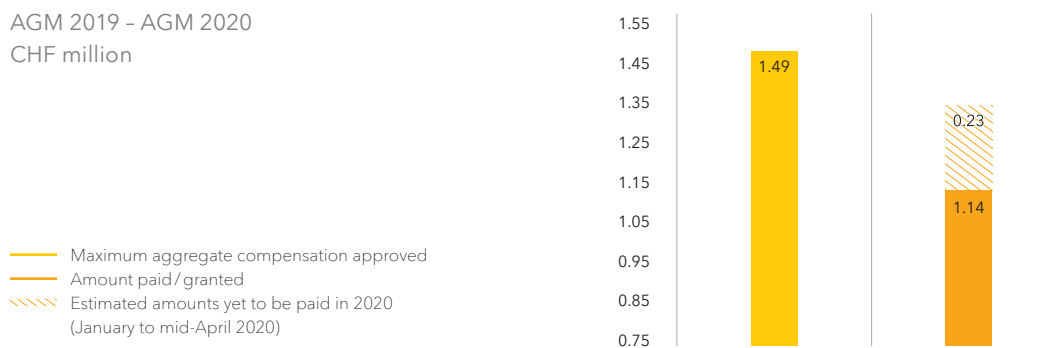 AGM 2019 – AGM 2020
CHF million
Maximum aggregate compensation approved
Amount paid / granted
Estimated amounts yet to be paid in 2020
(January to mid-April 2020)
1.55
1.45
1.35
1.25
1.15
1.05
0.95
0.85
0.75
1.49
0.23
1.14